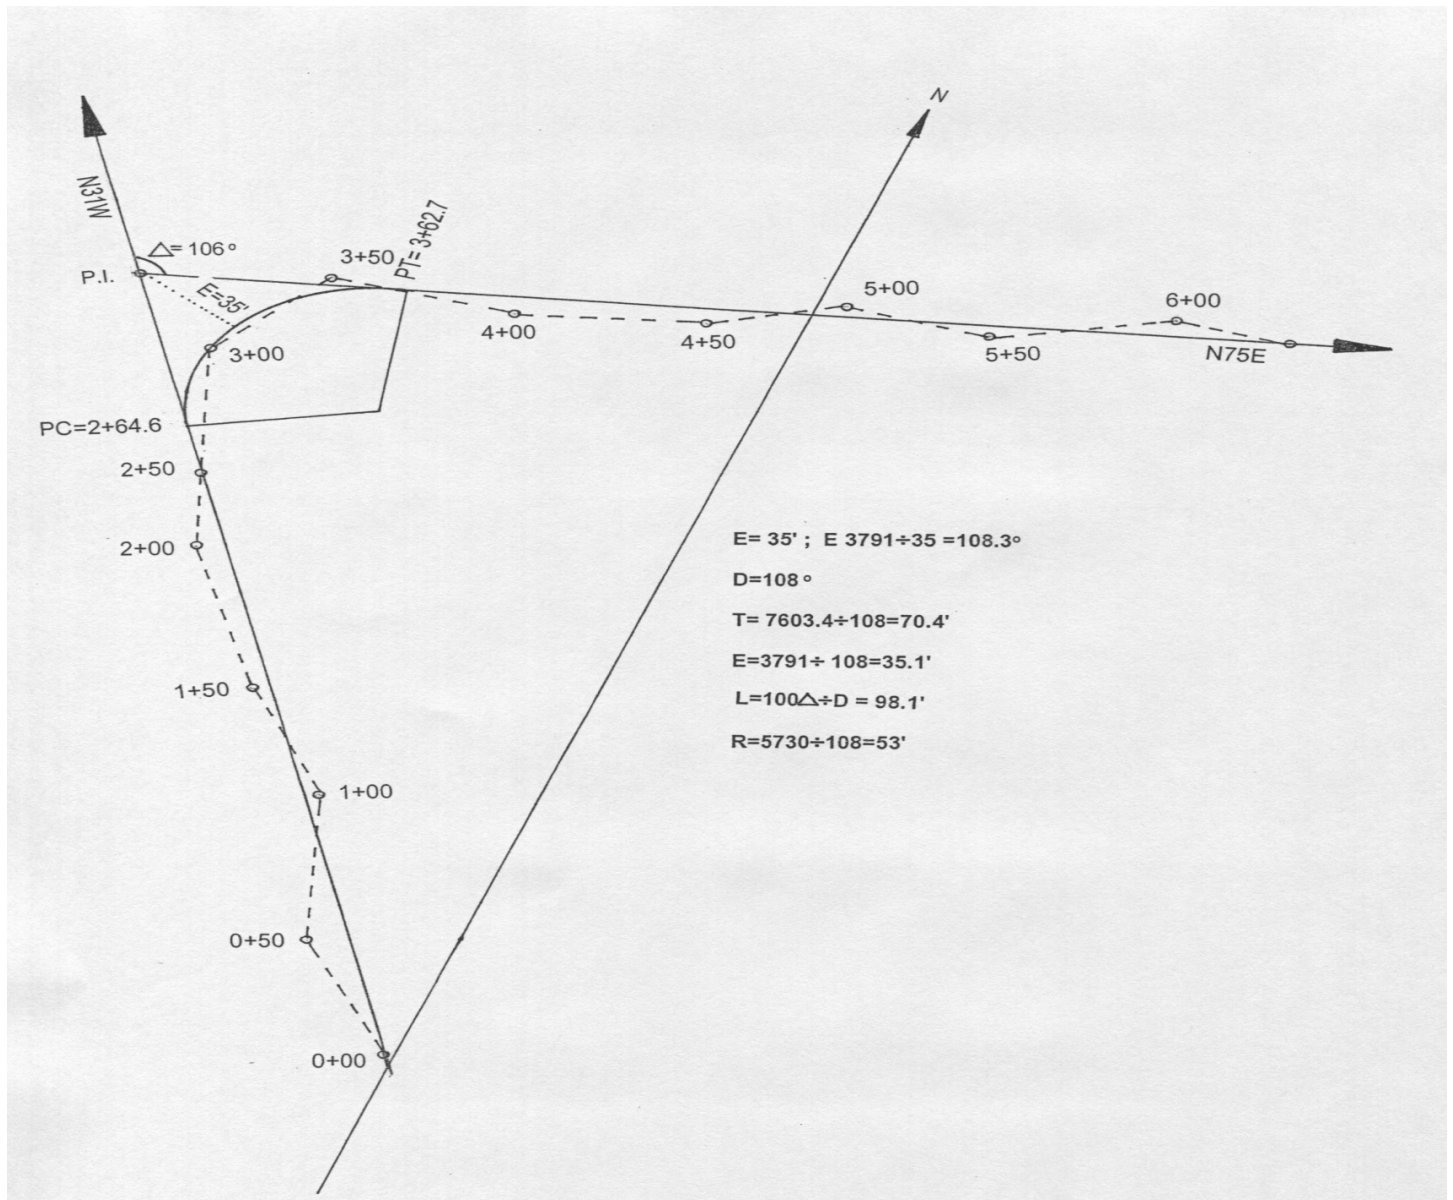 N
N31W
△= 106°
P.I.
E=35'
3+50
PT= 3+62.7
5+00
6+00
4+00
4+50
5+50
N75E
3+00
PC=2+64.6
2+50
2+00
1+50
1+00
0+50
0+00
E= 35' ; E 3791÷35 =108.3°
D=108°
T= 7603.4÷108=70.4'
E=3791÷ 108=35.1'
L=100△÷D = 98.1'
R=5730÷108=53'